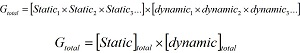 G_total = [Static_1 × Static_2 × Static_3 ...] × [dynamic_1 × dynamic_2 × dynamic_3 ...]
G_total = [Static]_total × [dynamic]_total